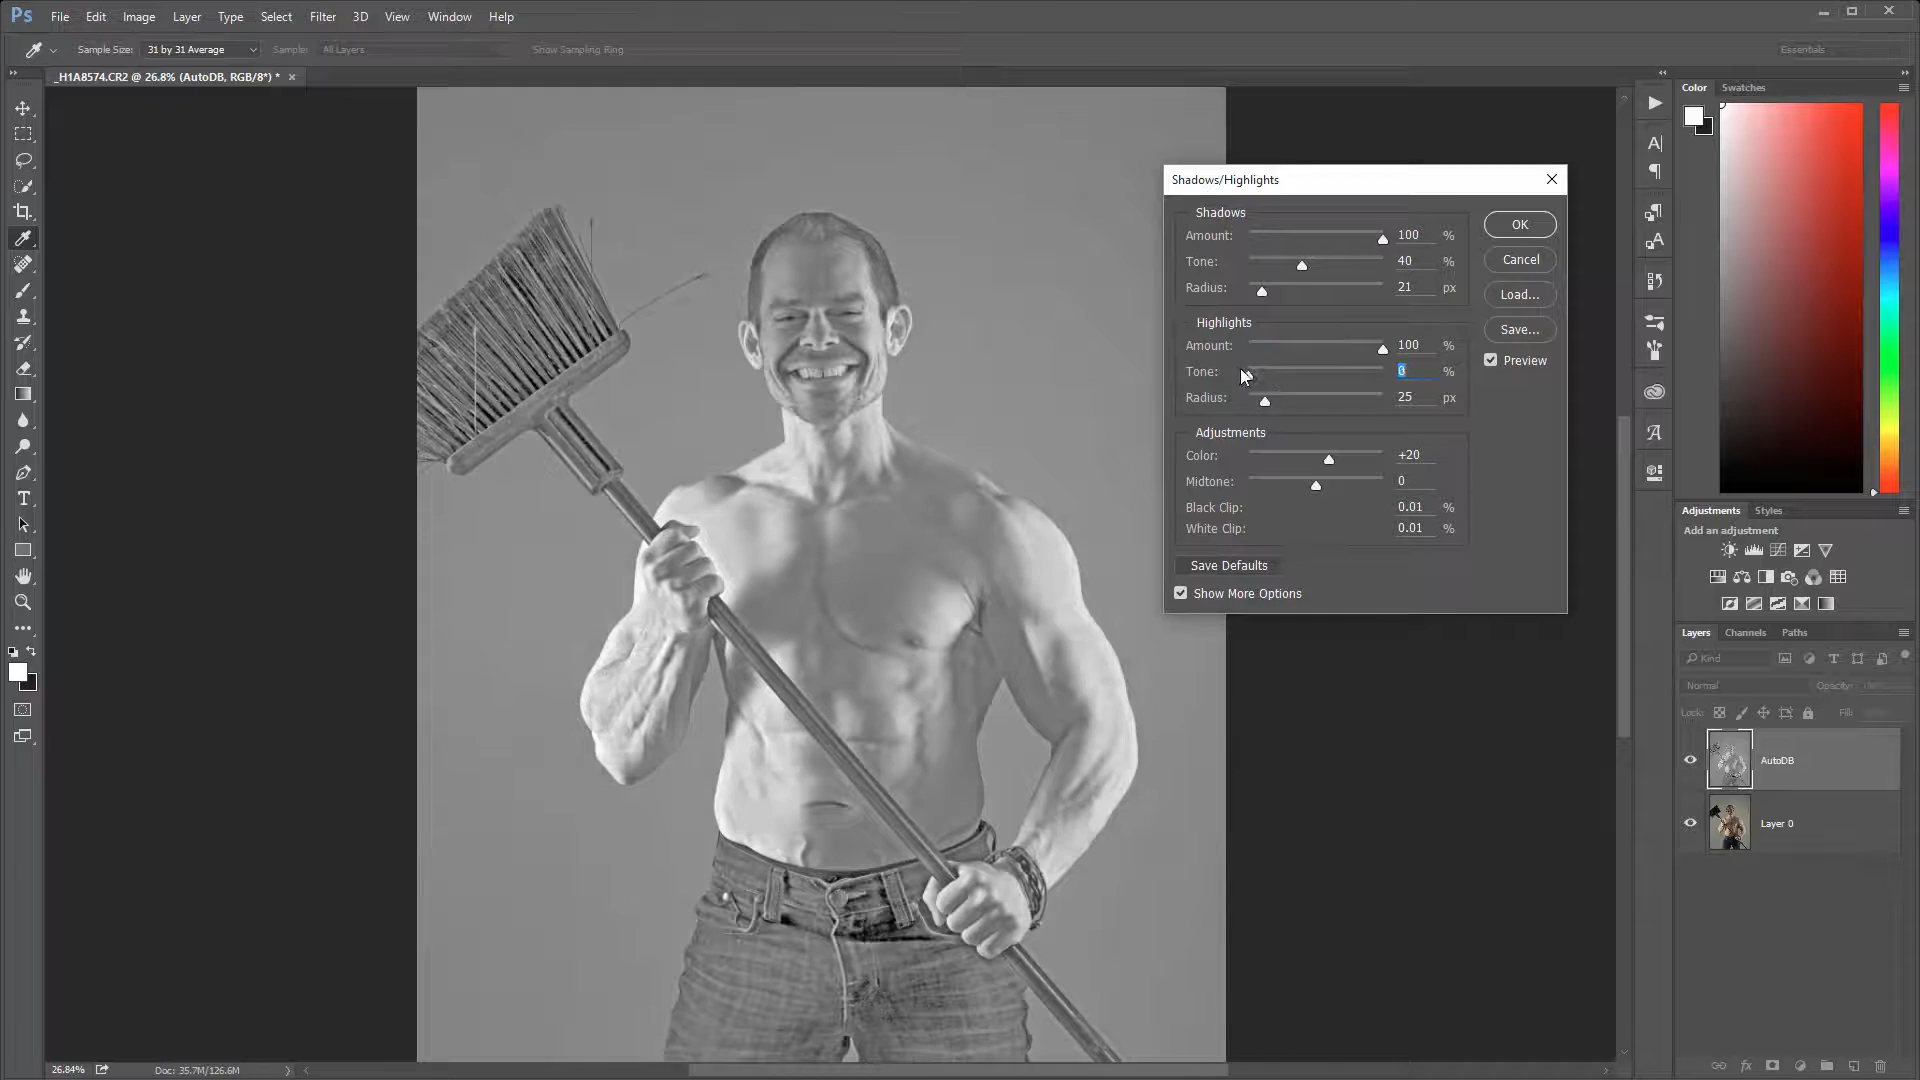 Ps File Edit Image Layer Type Select Filter 3D View Window Help
Sample Size: 31 by 31 Average Sample: All Layers Show Sampling Ring Essentials
_H1A8574.CR2 @ 26.8% (AutoDB, RGB/8*) *
Color Swatches
Shadows/Highlights
Shadows
Amount: 100 %
Tone: 40 %
Radius: 21 px
Highlights
Amount: 100 %
Tone: 0 %
Radius: 25 px
Adjustments
Color: +20
Midtone: 0
Black Clip: 0.01 %
White Clip: 0.01 %
Save Defaults
Show More Options
OK
Cancel
Load...
Save...
Preview
Adjustments Styles
Add an adjustment
Layers Channels Paths
Kind
Normal Opacity:
Lock: Fill:
AutoDB
Layer 0
fx
26.84% Doc: 35.7M/126.6M